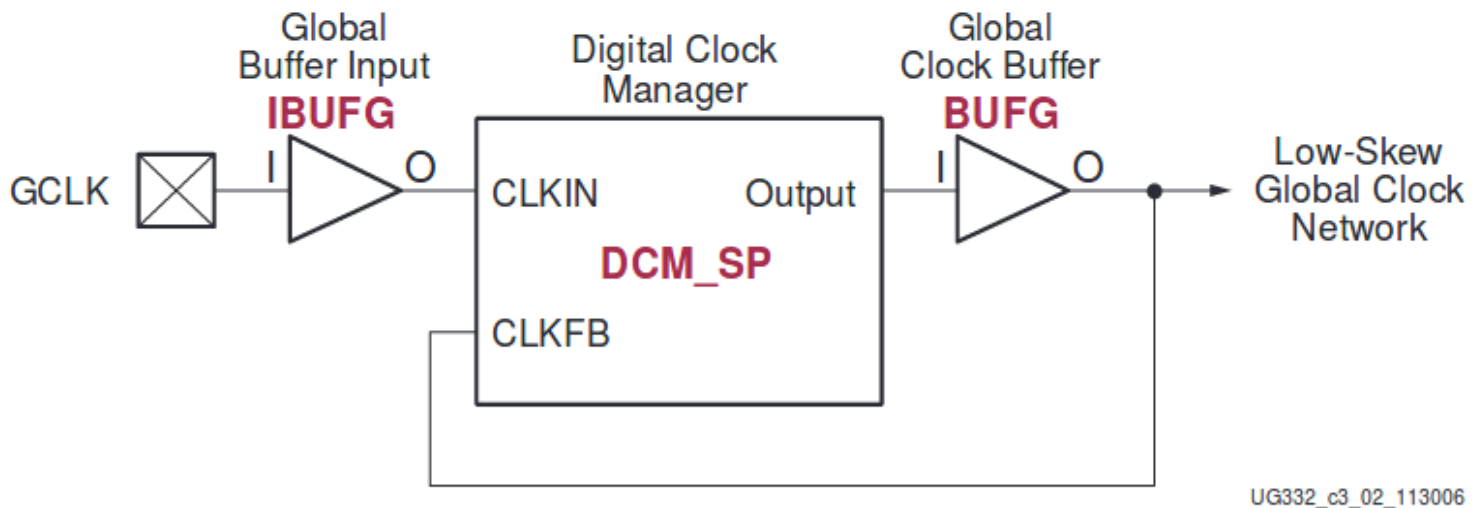 Global
Buffer Input
IBUFG
Digital Clock
Manager
Global
Clock Buffer
BUFG
GCLK
I
O
CLKIN
Output
DCM_SP
CLKFB
I
O
Low-Skew
Global Clock
Network
UG332_c3_02_113006